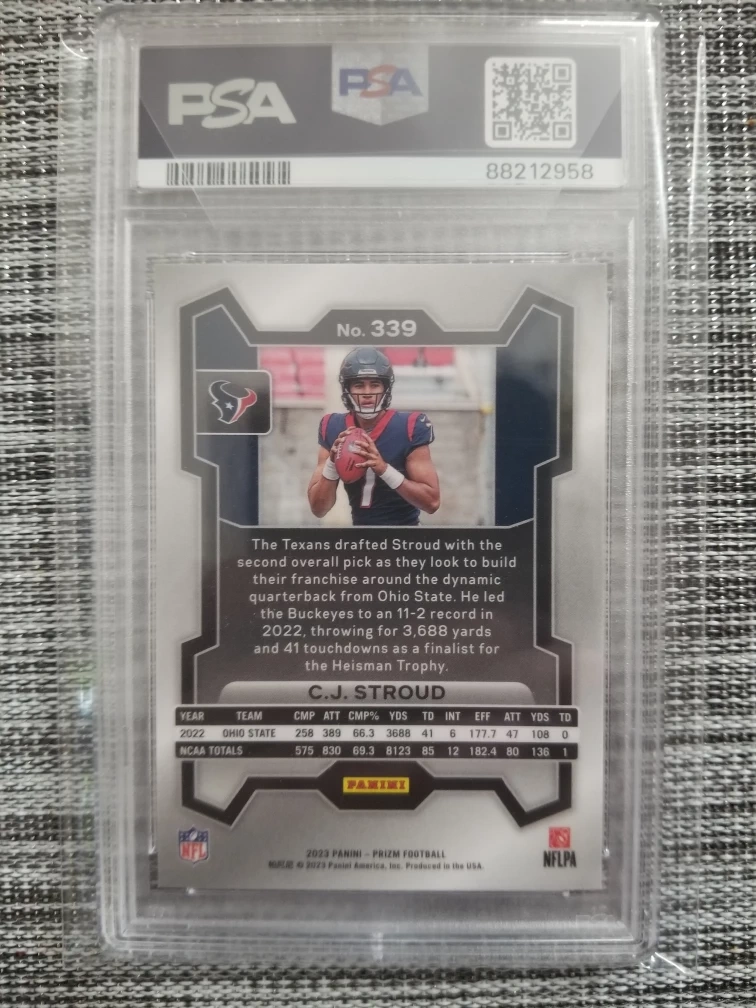 PSA
PSA
88212958
No. 339
7
The Texans drafted Stroud with the
second overall pick as they look to build
their franchise around the dynamic
quarterback from Ohio State. He led
the Buckeyes to an 11-2 record in
2022, throwing for 3,688 yards
and 41 touchdowns as a finalist for
the Heisman Trophy.
C.J. STROUD
YEAR TEAM CMP ATT CMP% YDS TD INT EFF ATT YDS TD
2022 OHIO STATE 258 389 66.3 3688 41 6 177.7 47 108 0
NCAA TOTALS 575 830 69.3 8123 85 12 182.4 80 136 1
PANINI
NFL
NFLPA
2023 PANINI – PRIZM FOOTBALL
© 2023 Panini America, Inc. Produced in the USA.